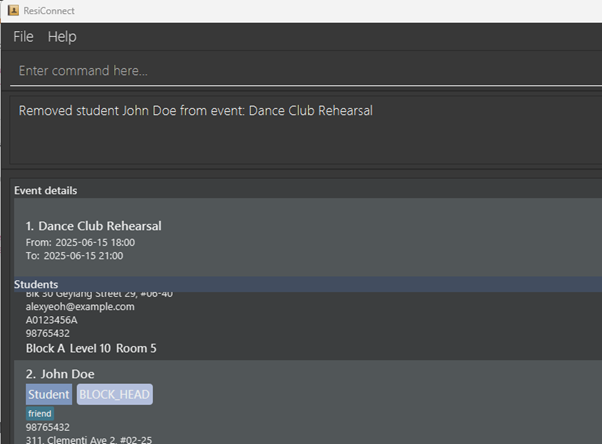 ResiConnect
File Help
Enter command here...
Removed student John Doe from event: Dance Club Rehearsal
Event details
1. Dance Club Rehearsal
From: 2025-06-15 18:00
To: 2025-06-15 21:00
Students
Blk 30 Geylang Street 29, #06-40
alexyeoh@example.com
A0123456A
98765432
Block A Level 10 Room 5
2. John Doe
Student BLOCK_HEAD
friend
98765432
311, Clementi Ave 2, #02-25